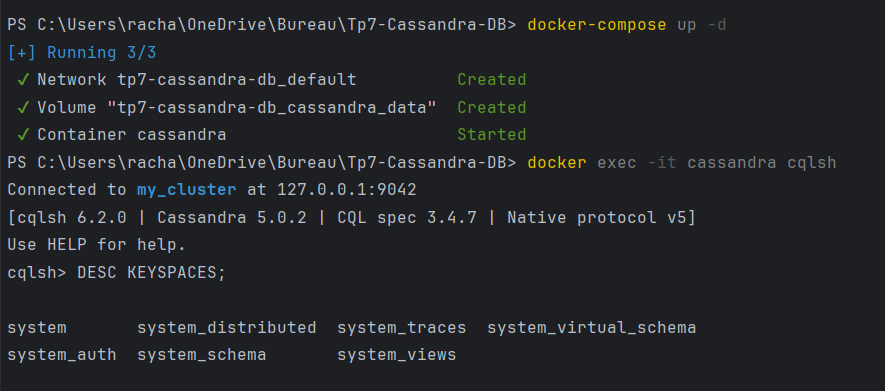 PS C:\Users\racha\OneDrive\Bureau\Tp7-Cassandra-DB> docker-compose up -d
[+] Running 3/3
✓ Network tp7-cassandra-db_default Created
✓ Volume "tp7-cassandra-db_cassandra_data" Created
✓ Container cassandra Started
PS C:\Users\racha\OneDrive\Bureau\Tp7-Cassandra-DB> docker exec -it cassandra cqlsh
Connected to my_cluster at 127.0.0.1:9042
[cqlsh 6.2.0 | Cassandra 5.0.2 | CQL spec 3.4.7 | Native protocol v5]
Use HELP for help.
cqlsh> DESC KEYSPACES;
system system_distributed system_traces system_virtual_schema
system_auth system_schema system_views